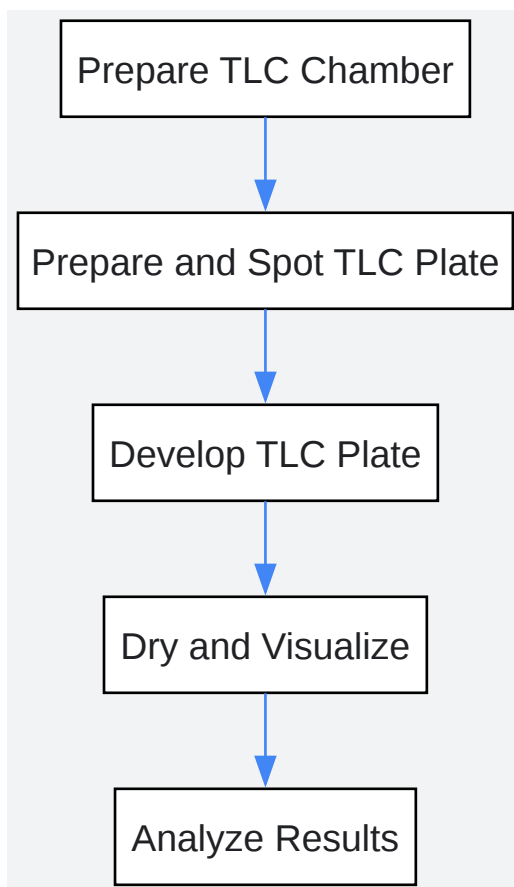 Prepare TLC Chamber
Prepare and Spot TLC Plate
Develop TLC Plate
Dry and Visualize
Analyze Results